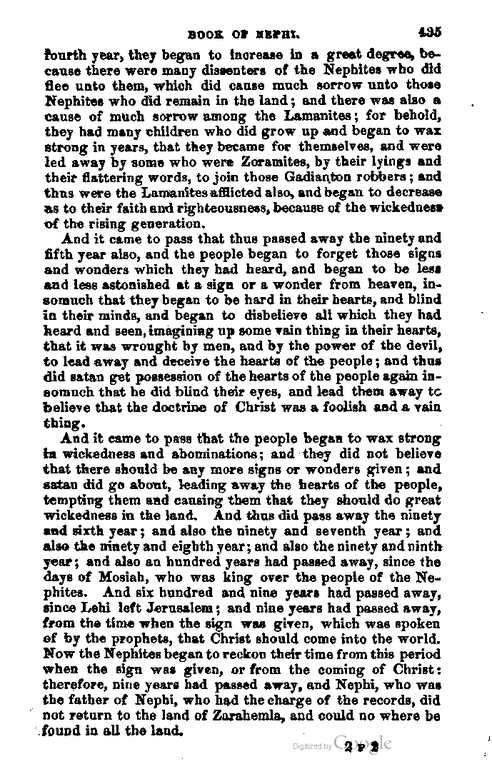 BOOK OF NEPHI. 435
fourth year, they began to increase in a great degree, be-
cause there were many dissenters of the Nephites who did
flee unto them, which did cause much sorrow unto those
Nephites who did remain in the land; and there was also a
cause of much sorrow among the Lamanites; for behold,
they had many children who did grow up and began to wax
strong in years, that they became for themselves, and were
led away by some who were Zoramites, by their lyings and
their flattering words, to join those Gadianton robbers; and
thus were the Lamanites afflicted also, and began to decrease
as to their faith and righteousness, because of the wickedness
of the rising generation.
And it came to pass that thus passed away the ninety and
fifth year also, and the people began to forget those signs
and wonders which they had heard, and began to be less
and less astonished at a sign or a wonder from heaven, in-
somuch that they began to be hard in their hearts, and blind
in their minds, and began to disbelieve all which they had
heard and seen, imagining up some vain thing in their hearts,
that it was wrought by men, and by the power of the devil,
to lead away and deceive the hearts of the people; and thus
did satan get possession of the hearts of the people again in-
somuch that he did blind their eyes, and lead them away to
believe that the doctrine of Christ was a foolish and a vain
thing.
And it came to pass that the people began to wax strong
in wickedness and abominations; and they did not believe
that there should be any more signs or wonders given; and
satan did go about, leading away the hearts of the people,
tempting them and causing them that they should do great
wickedness in the land. And thus did pass away the ninety
and sixth year; and also the ninety and seventh year; and
also the ninety and eighth year; and also the ninety and ninth
year; and also an hundred years had passed away, since the
days of Mosiah, who was king over the people of the Ne-
phites. And six hundred and nine years had passed away,
since Lehi left Jerusalem; and nine years had passed away,
from the time when the sign was given, which was spoken
of by the prophets, that Christ should come into the world.
Now the Nephites began to reckon their time from this period
when the sign was given, or from the coming of Christ:
therefore, nine years had passed away, and Nephi, who was
the father of Nephi, who had the charge of the records, did
not return to the land of Zarahemla, and could no where be
found in all the land.
Digitized by Google
2 P 2